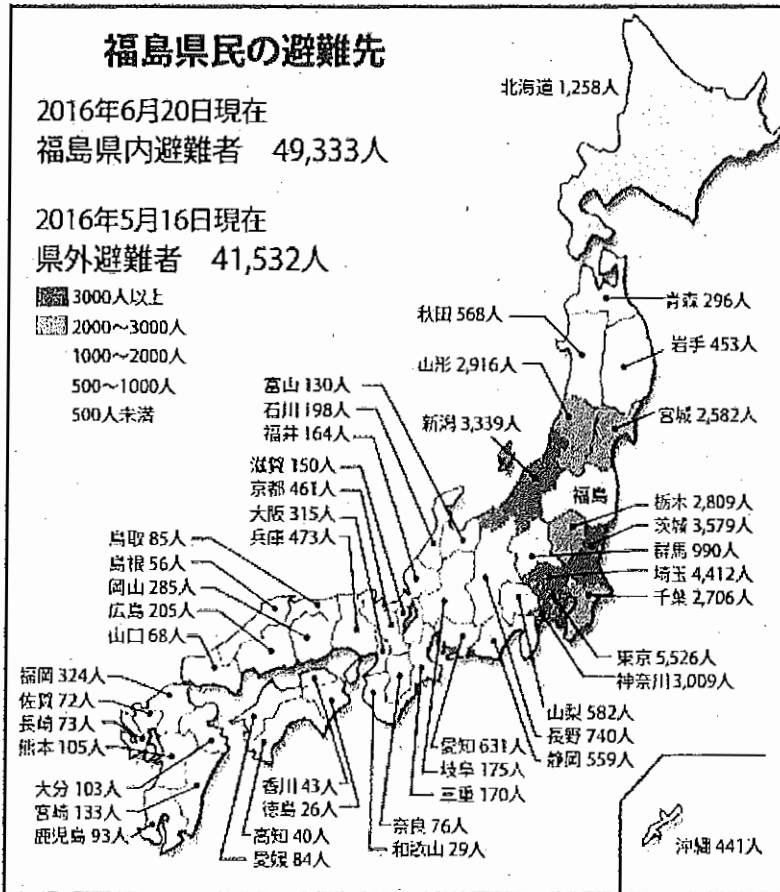 福島県民の避難先
2016年6月20日現在
福島県内避難者 49,333人
2016年5月16日現在
県外避難者 41,532人
3000人以上
2000〜3000人
1000〜2000人
500〜1000人
500人未満
北海道 1,258人
青森 296人
秋田 568人
岩手 453人
山形 2,916人
宮城 2,582人
新潟 3,339人
福島
富山 130人
石川 198人
福井 164人
滋賀 150人
京都 461人
大阪 315人
兵庫 473人
栃木 2,809人
茨城 3,579人
群馬 990人
埼玉 4,412人
千葉 2,706人
東京 5,526人
神奈川 3,009人
山梨 582人
長野 740人
静岡 559人
愛知 631人
岐阜 175人
三重 170人
鳥取 85人
島根 56人
岡山 285人
広島 205人
山口 68人
福岡 324人
佐賀 72人
長崎 73人
熊本 105人
大分 103人
宮崎 133人
鹿児島 93人
香川 43人
徳島 26人
高知 40人
愛媛 84人
奈良 76人
和歌山 29人
沖縄 441人